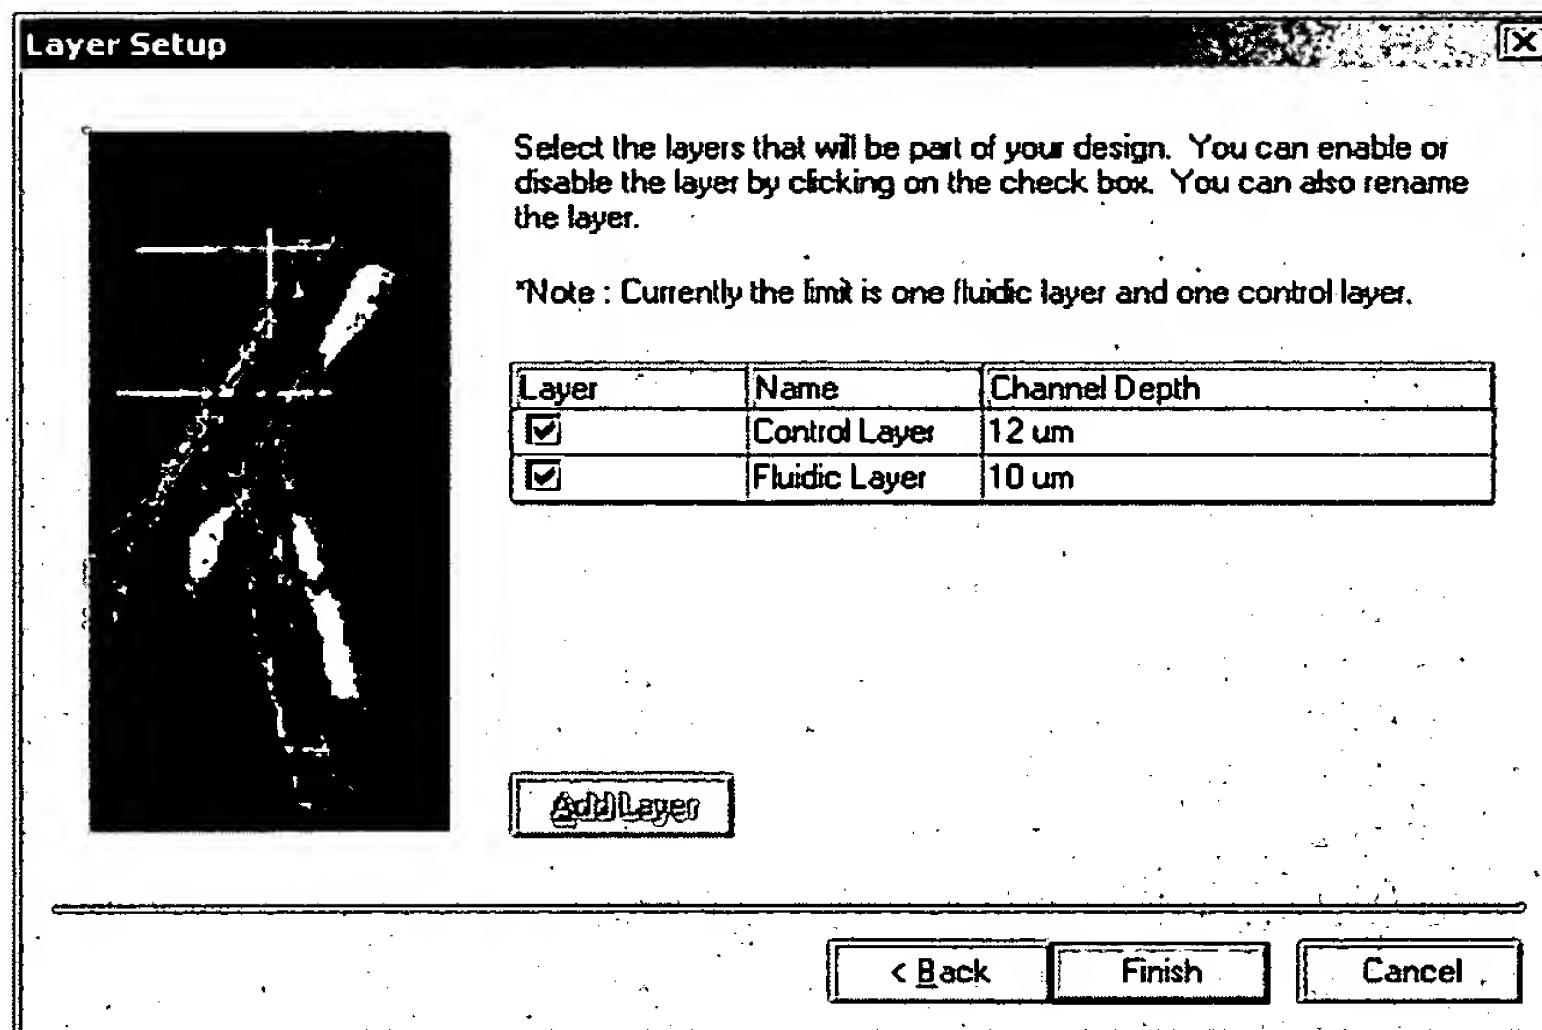 Layer Setup
Select the layers that will be part of your design. You can enable or
disable the layer by clicking on the check box. You can also rename
the layer.
*Note : Currently the limit is one fluidic layer and one control layer.
Layer Name Channel Depth
Control Layer 12 um
Fluidic Layer 10 um
Add Layer
< Back Finish Cancel